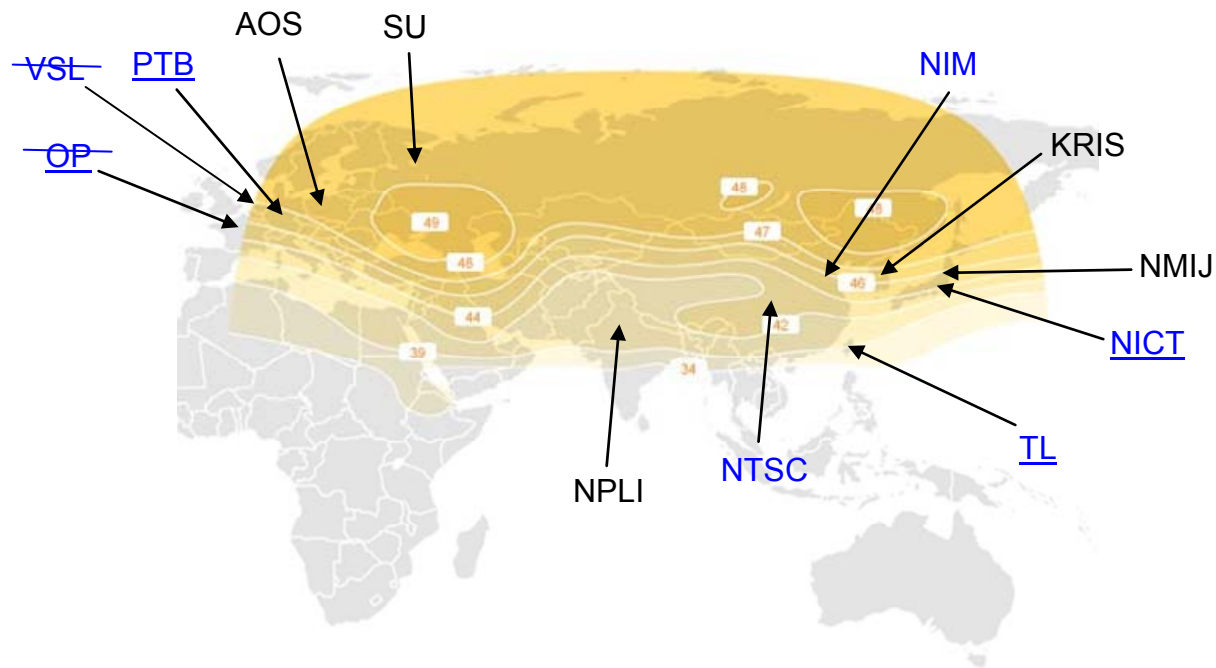 AOS
SU
VSL
PTB
NIM
OP
KRIS
48
49
47
48
46
NMIJ
44
42
NICT
39
34
TL
NTSC
NPLI